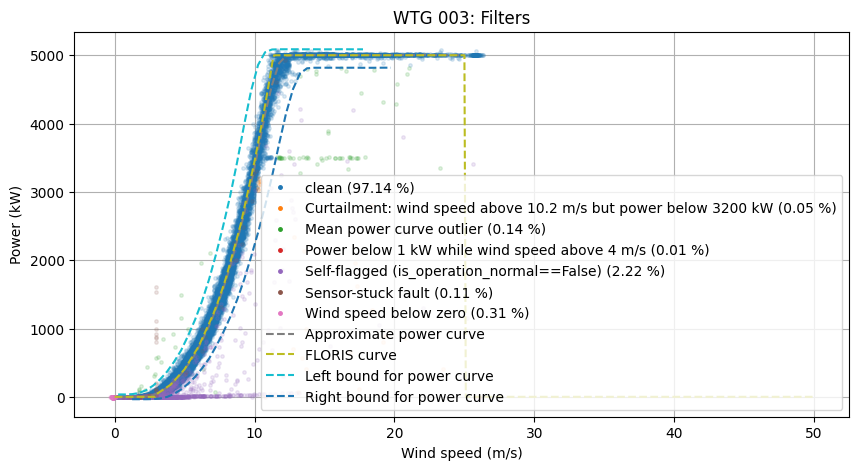 WTG 003: Filters
Power (kW)
5000
4000
3000
2000
1000
0
clean (97.14 %)
Curtailment: wind speed above 10.2 m/s but power below 3200 kW (0.05 %)
Mean power curve outlier (0.14 %)
Power below 1 kW while wind speed above 4 m/s (0.01 %)
Self-flagged (is_operation_normal==False) (2.22 %)
Sensor-stuck fault (0.11 %)
Wind speed below zero (0.31 %)
Approximate power curve
FLORIS curve
Left bound for power curve
Right bound for power curve
0 10 20 30 40 50
Wind speed (m/s)